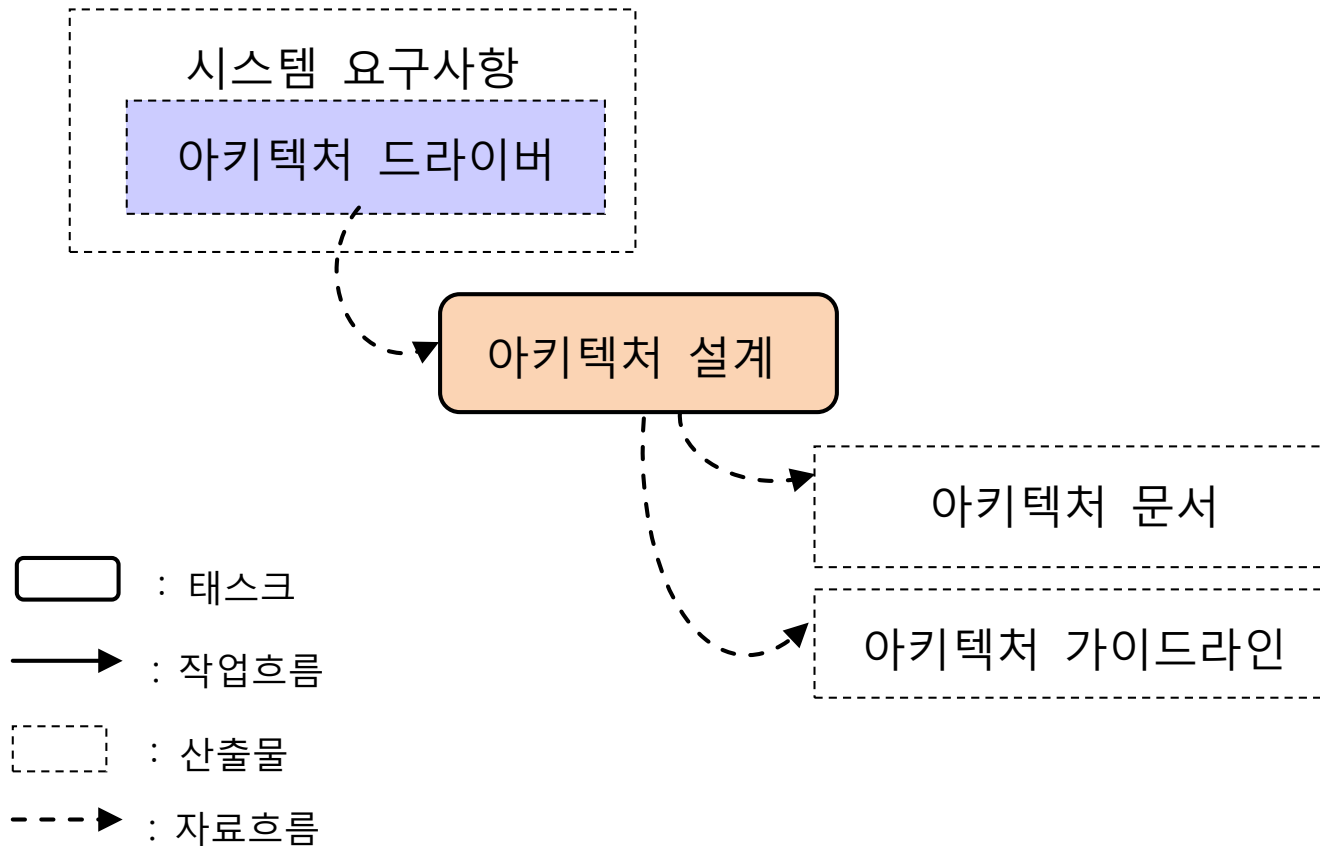 시스템 요구사항
아키텍처 드라이버
아키텍처 설계
아키텍처 문서
아키텍처 가이드라인
: 태스크
: 작업흐름
: 산출물
: 자료흐름